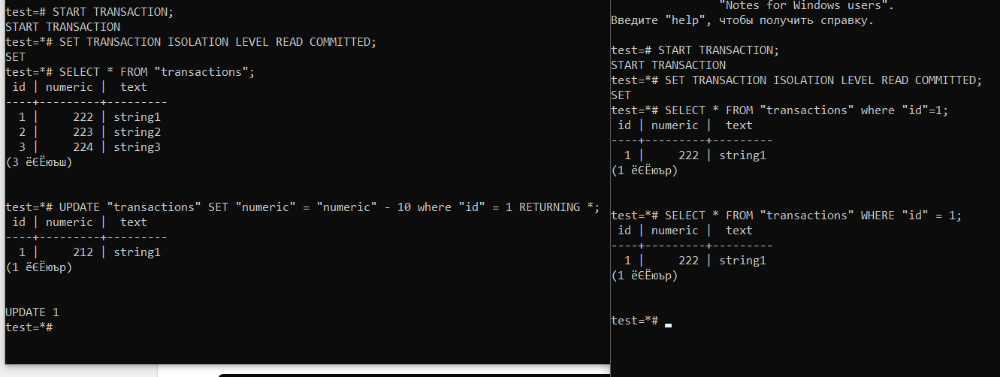 test=# START TRANSACTION;
START TRANSACTION
test=*# SET TRANSACTION ISOLATION LEVEL READ COMMITTED;
SET
test=*# SELECT * FROM "transactions";
 id | numeric |  text
----+---------+---------
  1 |     222 | string1
  2 |     223 | string2
  3 |     224 | string3
(3 ёЄЁюъш)
test=*# UPDATE "transactions" SET "numeric" = "numeric" - 10 where "id" = 1 RETURNING *;
 id | numeric |  text
----+---------+---------
  1 |     212 | string1
(1 ёЄЁюър)
UPDATE 1
test=*#
"Notes for Windows users".
Введите "help", чтобы получить справку.
test=# START TRANSACTION;
START TRANSACTION
test=*# SET TRANSACTION ISOLATION LEVEL READ COMMITTED;
SET
test=*# SELECT * FROM "transactions" where "id"=1;
 id | numeric |  text
----+---------+---------
  1 |     222 | string1
(1 ёЄЁюър)
test=*# SELECT * FROM "transactions" WHERE "id" = 1;
 id | numeric |  text
----+---------+---------
  1 |     222 | string1
(1 ёЄЁюър)
test=*#